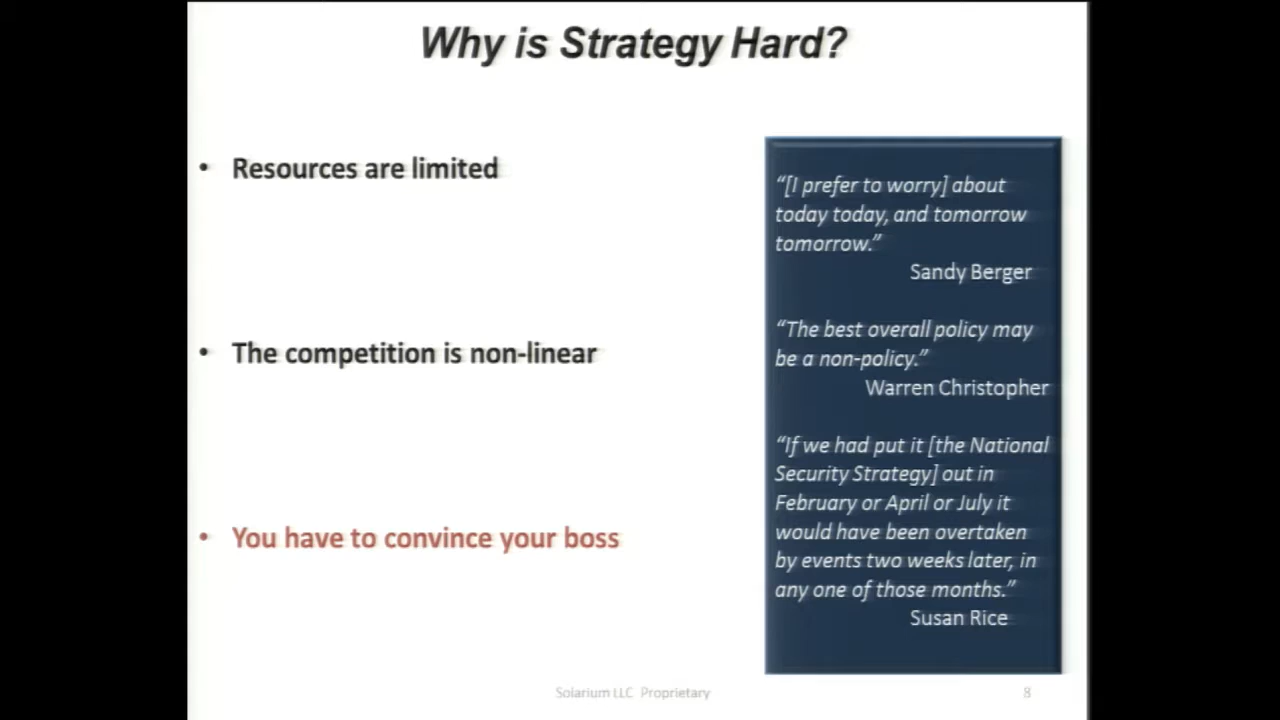 Why is Strategy Hard?
• Resources are limited
• The competition is non-linear
• You have to convince your boss
“[I prefer to worry] about
today today, and tomorrow
tomorrow.”
Sandy Berger
“The best overall policy may
be a non-policy.”
Warren Christopher
“If we had put it [the National
Security Strategy] out in
February or April or July it
would have been overtaken
by events two weeks later, in
any one of those months.”
Susan Rice
Solarium LLC Proprietary
8